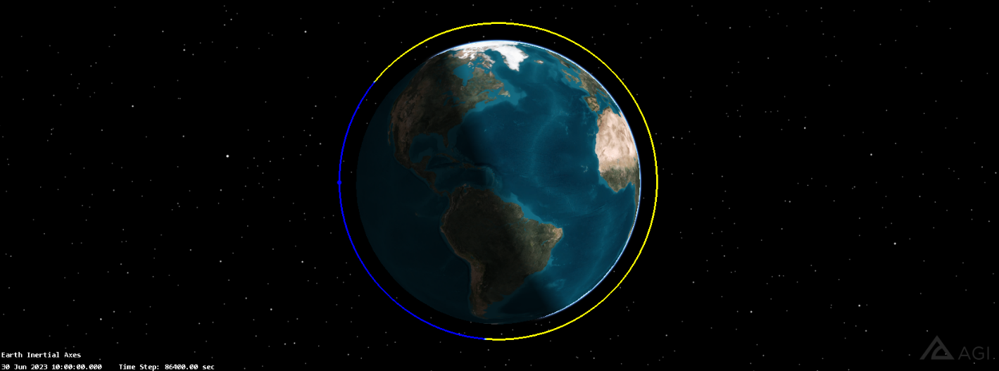 Earth Inertial Axes
30 Jun 2023 10:00:00.000    Time Step: 86400.00 sec
AGI